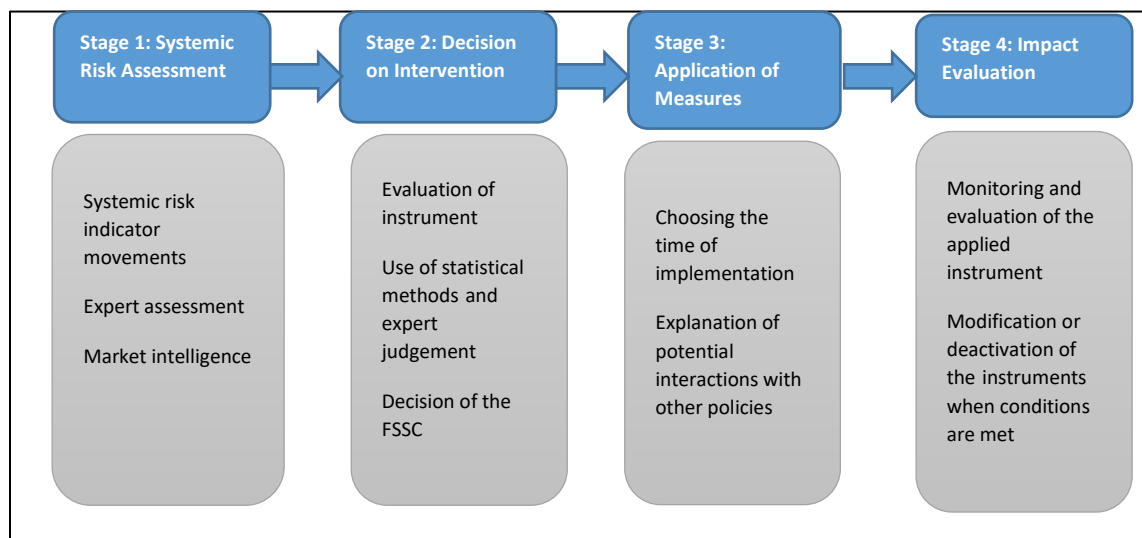 Stage 1: Systemic
Risk Assessment
Stage 2: Decision
on Intervention
Stage 3:
Application of
Measures
Stage 4: Impact
Evaluation
Systemic risk
indicator
movements
Expert assessment
Market intelligence
Evaluation of
instrument
Use of statistical
methods and
expert
judgement
Decision of the
FSSC
Choosing the
time of
implementation
Explanation of
potential
interactions with
other policies
Monitoring and
evaluation of the
applied
instrument
Modification or
deactivation of
the instruments
when conditions
are met